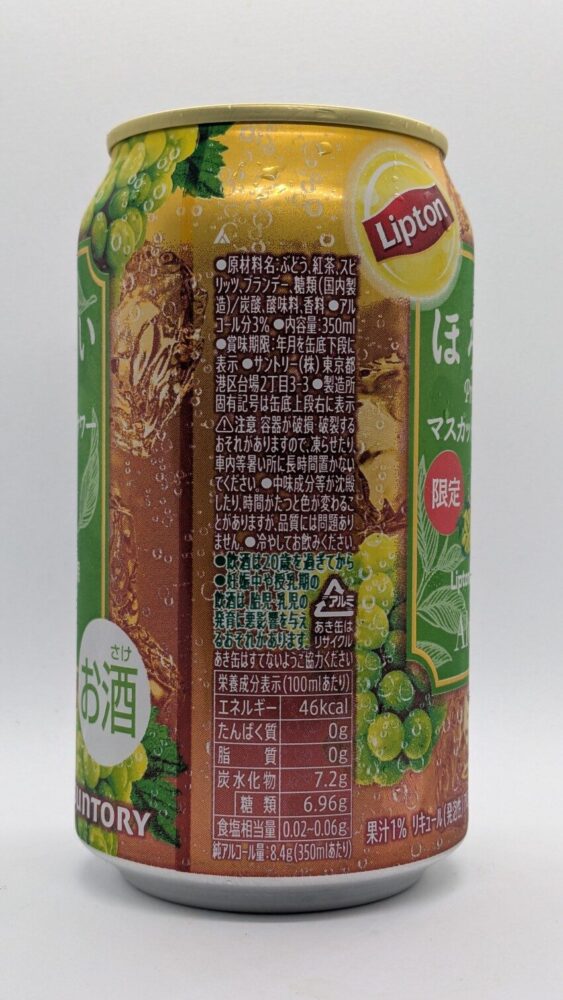 Lipton
●原材料名:ぶどう、紅茶、スピ
リッツ、ブランデー、糖類(国内製
造)/炭酸、酸味料、香料 ●アル
コール分3% ●内容量:350ml
●賞味期限:年月を缶底下段に
表示 ●サントリー(株) 東京都
港区台場2丁目3-3 ●製造所
固有記号は缶底上段右に表示
⚠注意 容器が破損・破裂する
おそれがありますので、凍らせたり、
車内等暑い所に長時間置かない
でください。●中味成分等が沈殿
したり、時間がたつと色が変わるこ
とがありますが、品質には問題あり
ません。●冷やしてお飲みください。
●飲酒は20歳を過ぎてから
●妊娠中や授乳期の
飲酒は、胎児・乳児の
発育に悪影響を与え
るおそれがあります。
アルミ
あき缶は
リサイクル
あき缶はすてないようご協力ください
栄養成分表示(100mlあたり)
エネルギー 46kcal
たんぱく質 0g
脂質 0g
炭水化物 7.2g
糖類 6.96g
食塩相当量 0.02~0.06g
純アルコール量:8.4g(350mlあたり)
い
ワー
さけ
お酒
SUNTORY
ほ
マスカッ
限定
Lipton
果汁1% リキュール(発泡性)